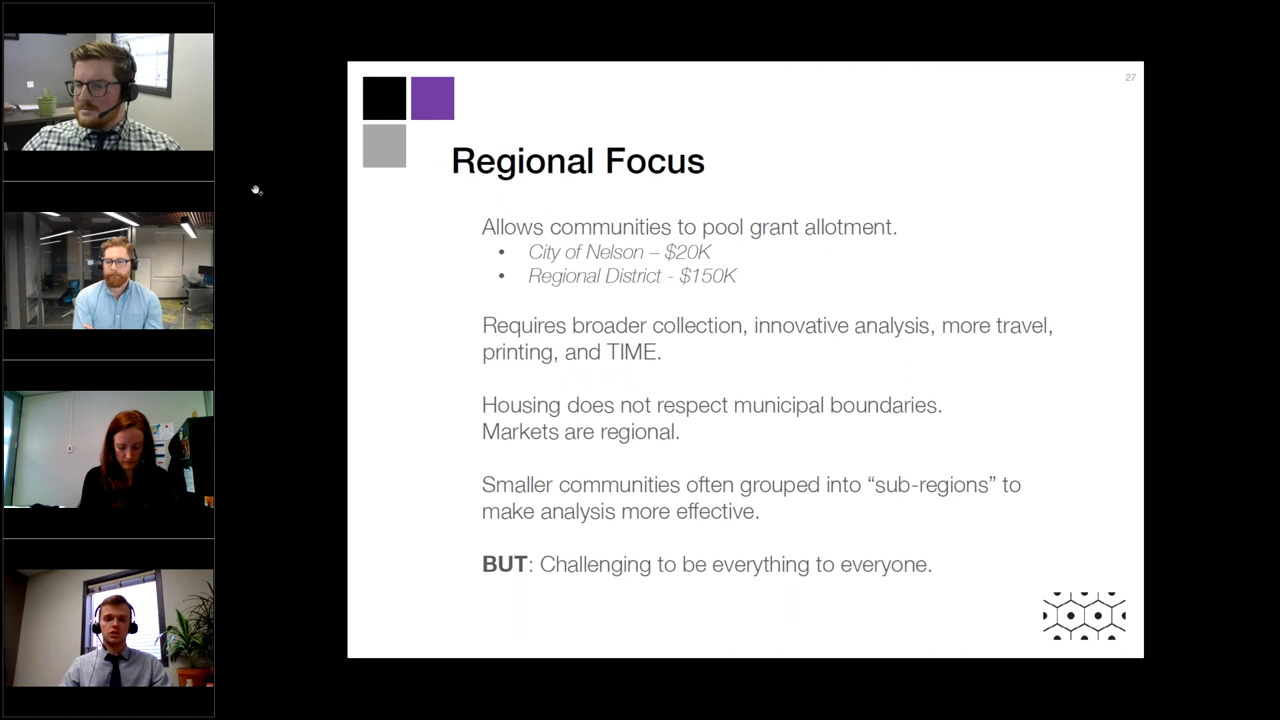 27
Regional Focus
Allows communities to pool grant allotment.
• City of Nelson – $20K
• Regional District - $150K
Requires broader collection, innovative analysis, more travel,
printing, and TIME.
Housing does not respect municipal boundaries.
Markets are regional.
Smaller communities often grouped into “sub-regions” to
make analysis more effective.
BUT: Challenging to be everything to everyone.